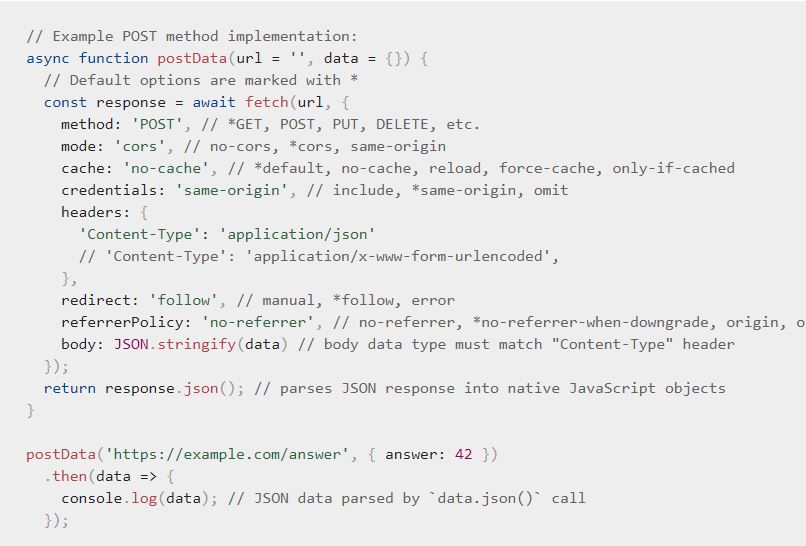 // Example POST method implementation:
async function postData(url = '', data = {}) {
  // Default options are marked with *
  const response = await fetch(url, {
    method: 'POST', // *GET, POST, PUT, DELETE, etc.
    mode: 'cors', // no-cors, *cors, same-origin
    cache: 'no-cache', // *default, no-cache, reload, force-cache, only-if-cached
    credentials: 'same-origin', // include, *same-origin, omit
    headers: {
      'Content-Type': 'application/json'
      // 'Content-Type': 'application/x-www-form-urlencoded',
    },
    redirect: 'follow', // manual, *follow, error
    referrerPolicy: 'no-referrer', // no-referrer, *no-referrer-when-downgrade, origin, o
    body: JSON.stringify(data) // body data type must match "Content-Type" header
  });
  return response.json(); // parses JSON response into native JavaScript objects
}
postData('https://example.com/answer', { answer: 42 })
  .then(data => {
    console.log(data); // JSON data parsed by `data.json()` call
  });